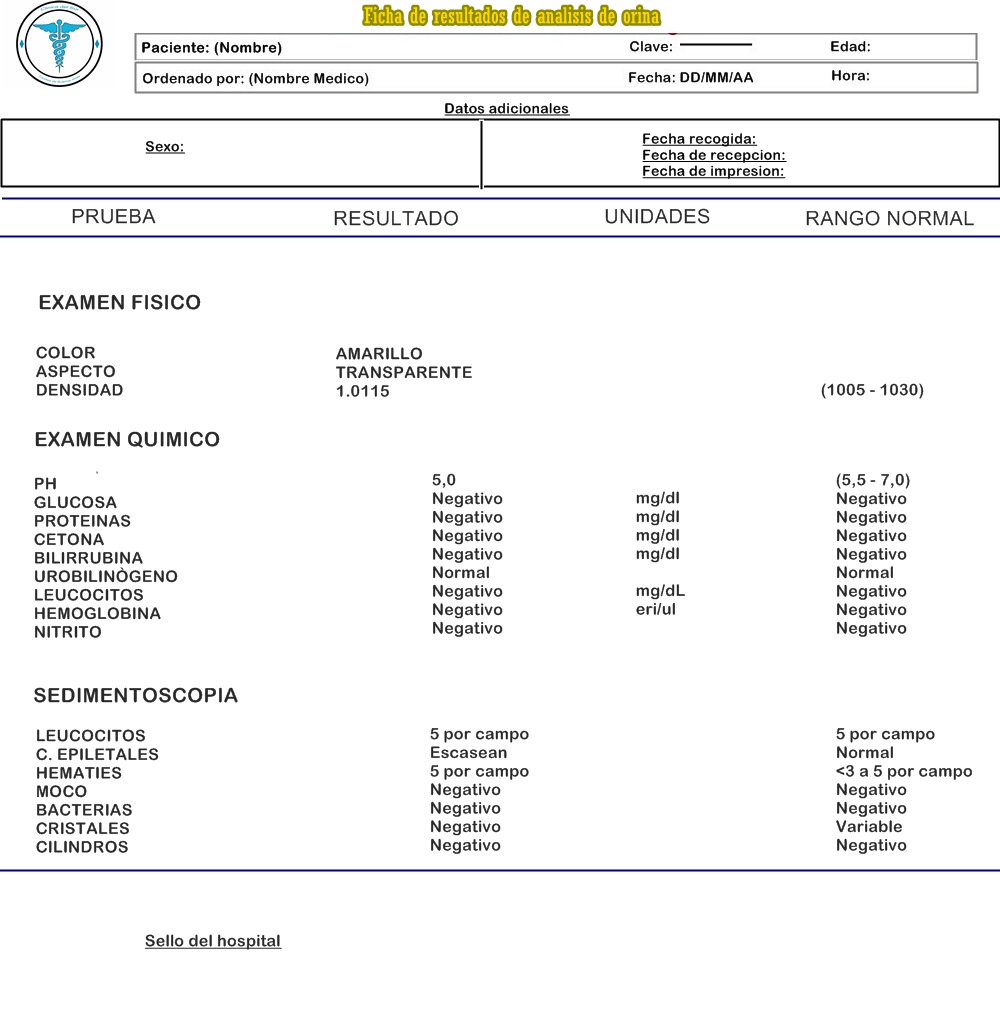 Ficha de resultados de analisis de orina
Paciente: (Nombre) Clave: Edad:
Ordenado por: (Nombre Medico) Fecha: DD/MM/AA Hora:
Datos adicionales
Sexo:
Fecha recogida:
Fecha de recepcion:
Fecha de impresion:
PRUEBA RESULTADO UNIDADES RANGO NORMAL
EXAMEN FISICO
COLOR AMARILLO
ASPECTO TRANSPARENTE
DENSIDAD 1.0115 (1005 - 1030)
EXAMEN QUIMICO
PH 5,0 (5,5 - 7,0)
GLUCOSA Negativo mg/dl Negativo
PROTEINAS Negativo mg/dl Negativo
CETONA Negativo mg/dl Negativo
BILIRRUBINA Negativo mg/dl Negativo
UROBILINÒGENO Normal Normal
LEUCOCITOS Negativo mg/dL Negativo
HEMOGLOBINA Negativo eri/ul Negativo
NITRITO Negativo Negativo
SEDIMENTOSCOPIA
LEUCOCITOS 5 por campo 5 por campo
C. EPILETALES Escasean Normal
HEMATIES 5 por campo <3 a 5 por campo
MOCO Negativo Negativo
BACTERIAS Negativo Negativo
CRISTALES Negativo Variable
CILINDROS Negativo Negativo
Sello del hospital